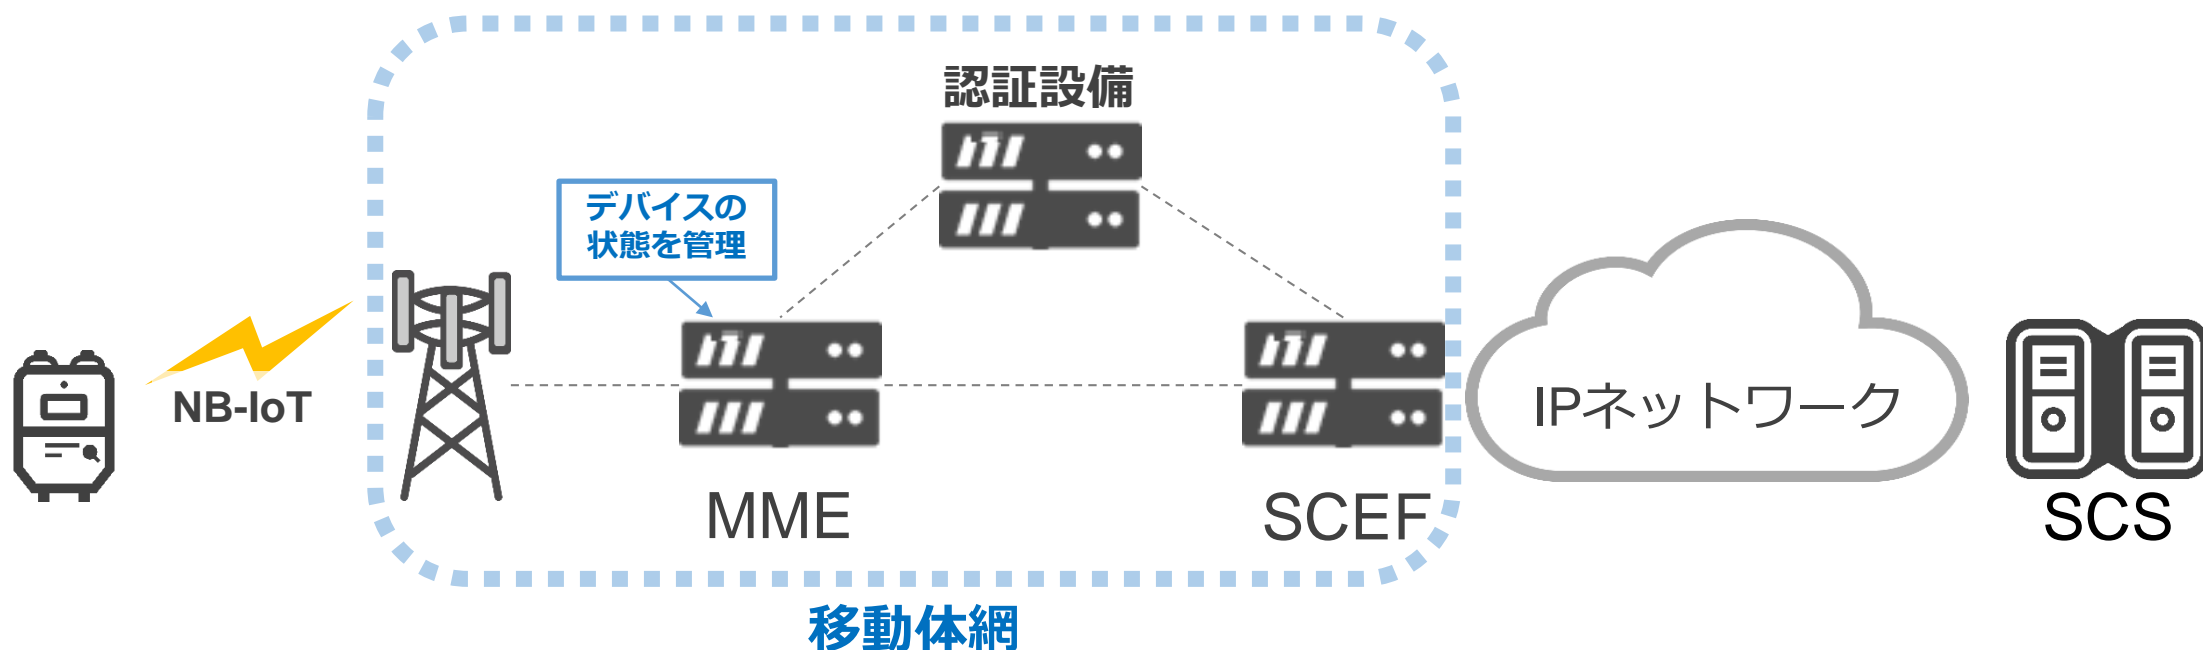 認証設備
デバイスの
状態を管理
NB-IoT
IPネットワーク
MME
SCEF
SCS
移動体網